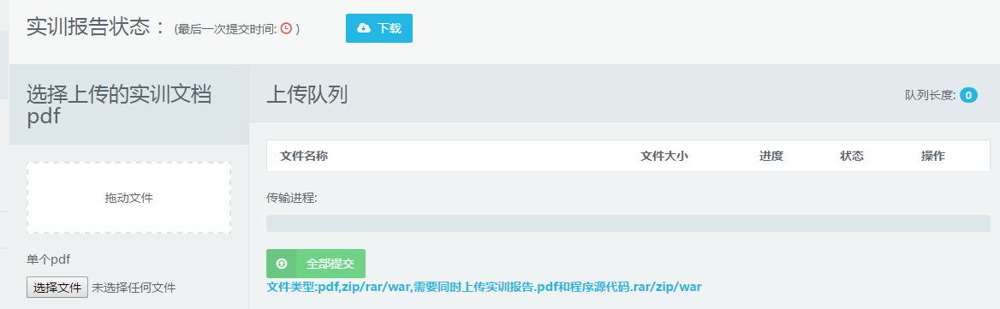 实训报告状态： (最后一次提交时间: )
下载
选择上传的实训文档
pdf
上传队列
队列长度: 0
拖动文件
文件名称 文件大小 进度 状态 操作
传输进程:
单个pdf
选择文件 未选择任何文件
全部提交
文件类型:pdf,zip/rar/war,需要同时上传实训报告.pdf和程序源代码.rar/zip/war